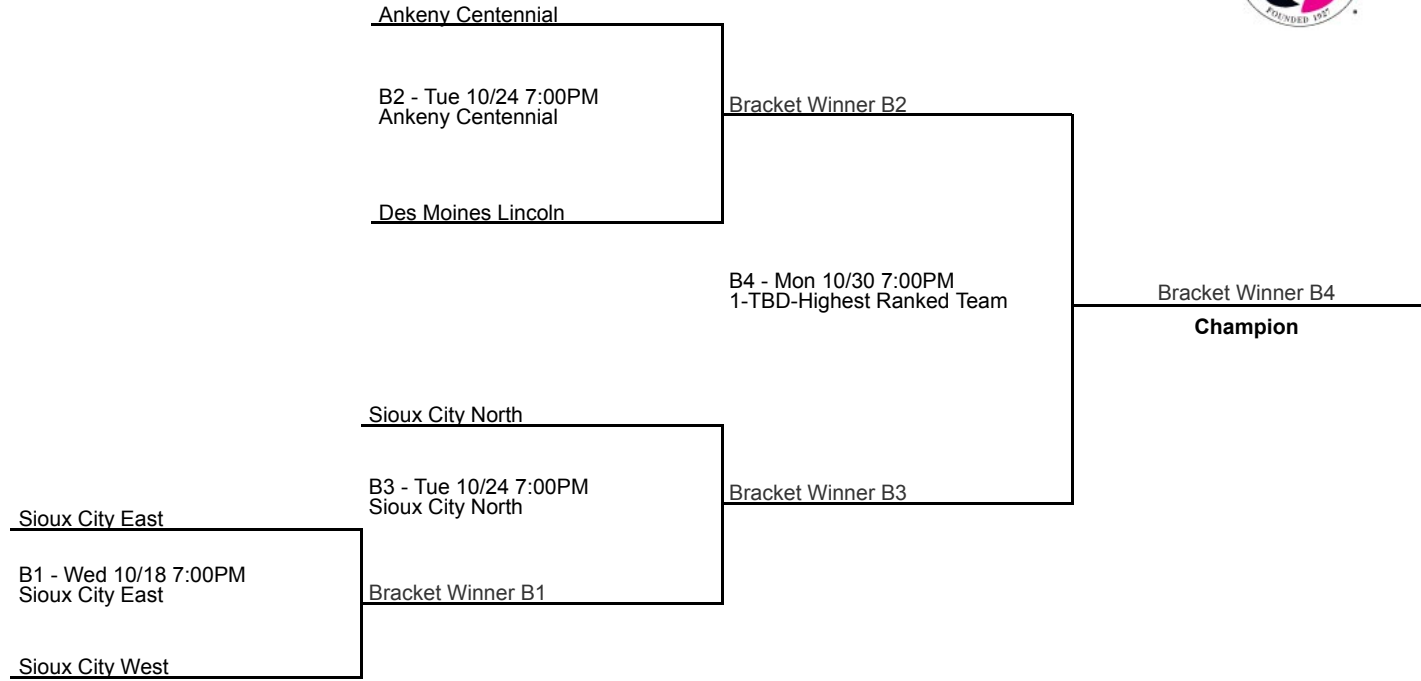 Ankeny Centennial
FOUNDED 1927
B2 - Tue 10/24 7:00PM
Ankeny Centennial
Bracket Winner B2
Des Moines Lincoln
B4 - Mon 10/30 7:00PM
1-TBD-Highest Ranked Team
Bracket Winner B4
Champion
Sioux City North
B3 - Tue 10/24 7:00PM
Sioux City North
Bracket Winner B3
Sioux City East
B1 - Wed 10/18 7:00PM
Sioux City East
Bracket Winner B1
Sioux City West